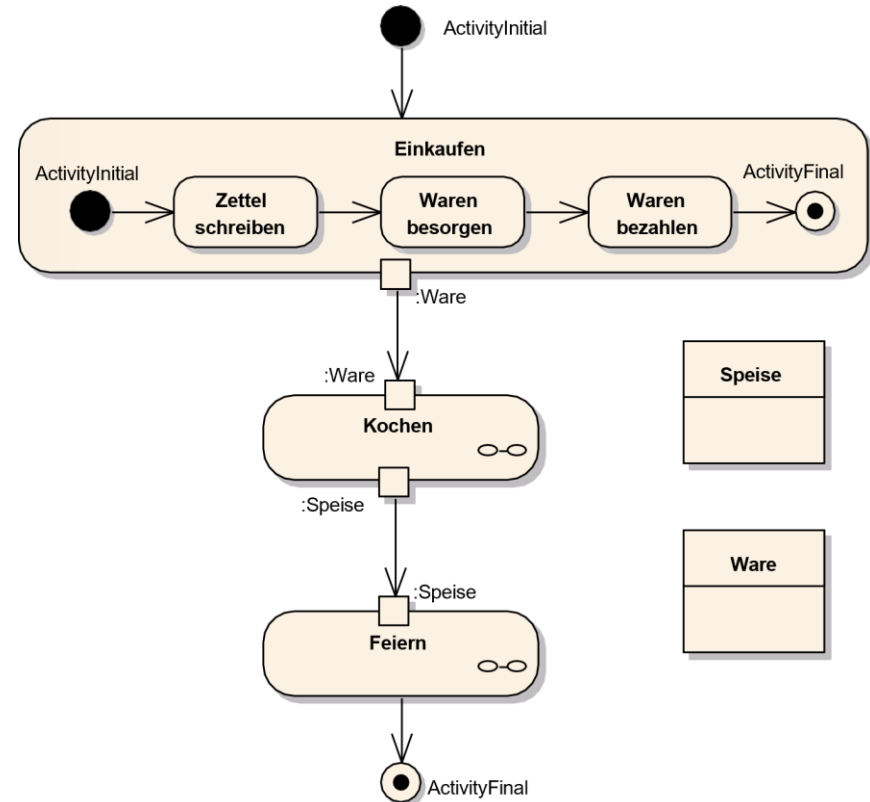 ActivityInitial
Einkaufen
ActivityInitial
ActivityFinal
Zettel
schreiben
Waren
besorgen
Waren
bezahlen
:Ware
:Ware
Kochen
:Speise
:Speise
Feiern
ActivityFinal
Speise
Ware